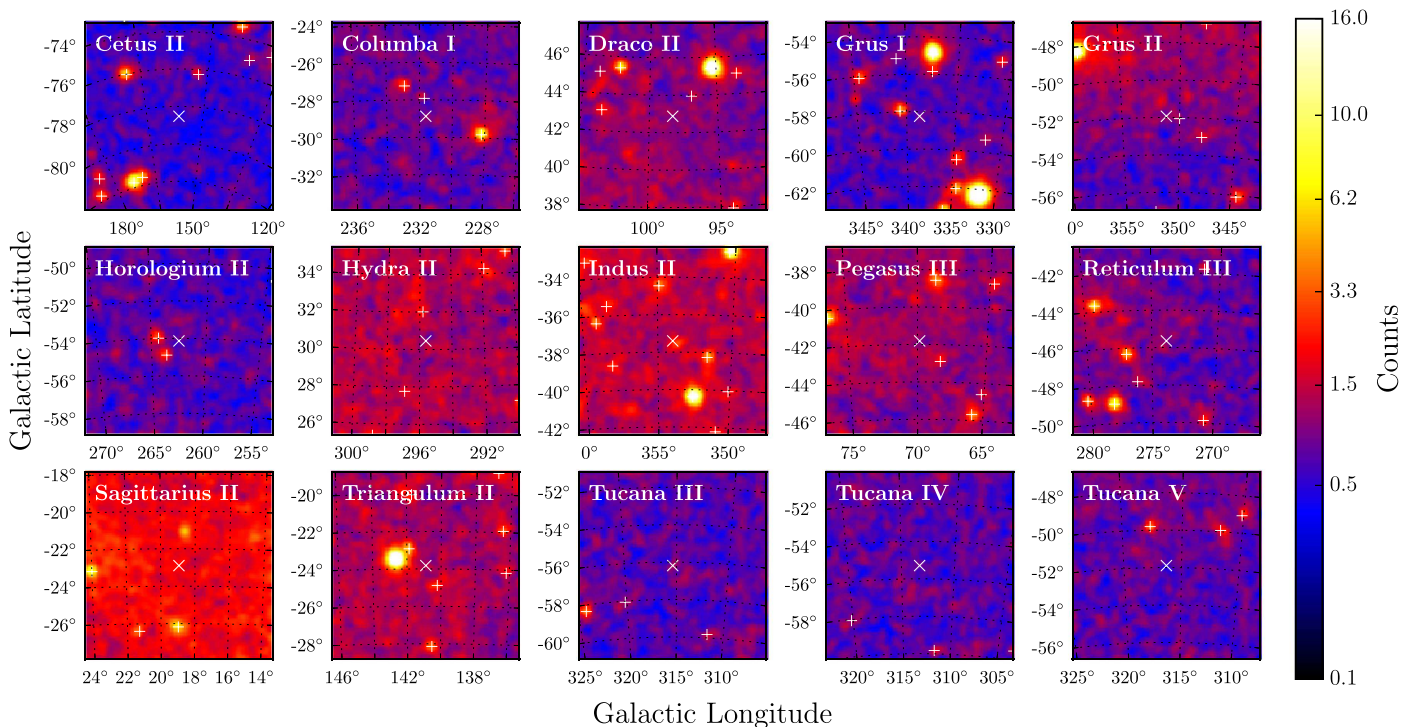 Cetus II
-74°
-76°
-78°
-80°
180° 150° 120°
Columba I
-24°
-26°
-28°
-30°
-32°
236° 232° 228°
Draco II
46°
44°
42°
40°
38°
100° 95°
Grus I
-54°
-56°
-58°
-60°
-62°
345° 340° 335° 330°
Grus II
-48°
-50°
-52°
-54°
-56°
0° 355° 350° 345°
Horologium II
-50°
-52°
-54°
-56°
-58°
270° 265° 260° 255°
Hydra II
34°
32°
30°
28°
26°
300° 296° 292°
Indus II
-34°
-36°
-38°
-40°
-42°
0° 355° 350°
Pegasus III
-38°
-40°
-42°
-44°
-46°
75° 70° 65°
Reticulum III
-42°
-44°
-46°
-48°
-50°
280° 275° 270°
Sagittarius II
-18°
-20°
-22°
-24°
-26°
24° 22° 20° 18° 16° 14°
Triangulum II
-20°
-22°
-24°
-26°
-28°
146° 142° 138°
Tucana III
-52°
-54°
-56°
-58°
-60°
325° 320° 315° 310°
Tucana IV
-52°
-54°
-56°
-58°
320° 315° 310° 305°
Tucana V
-48°
-50°
-52°
-54°
-56°
325° 320° 315° 310°
Galactic Latitude
Galactic Longitude
16.0
10.0
6.2
3.3
1.5
0.5
0.1
Counts